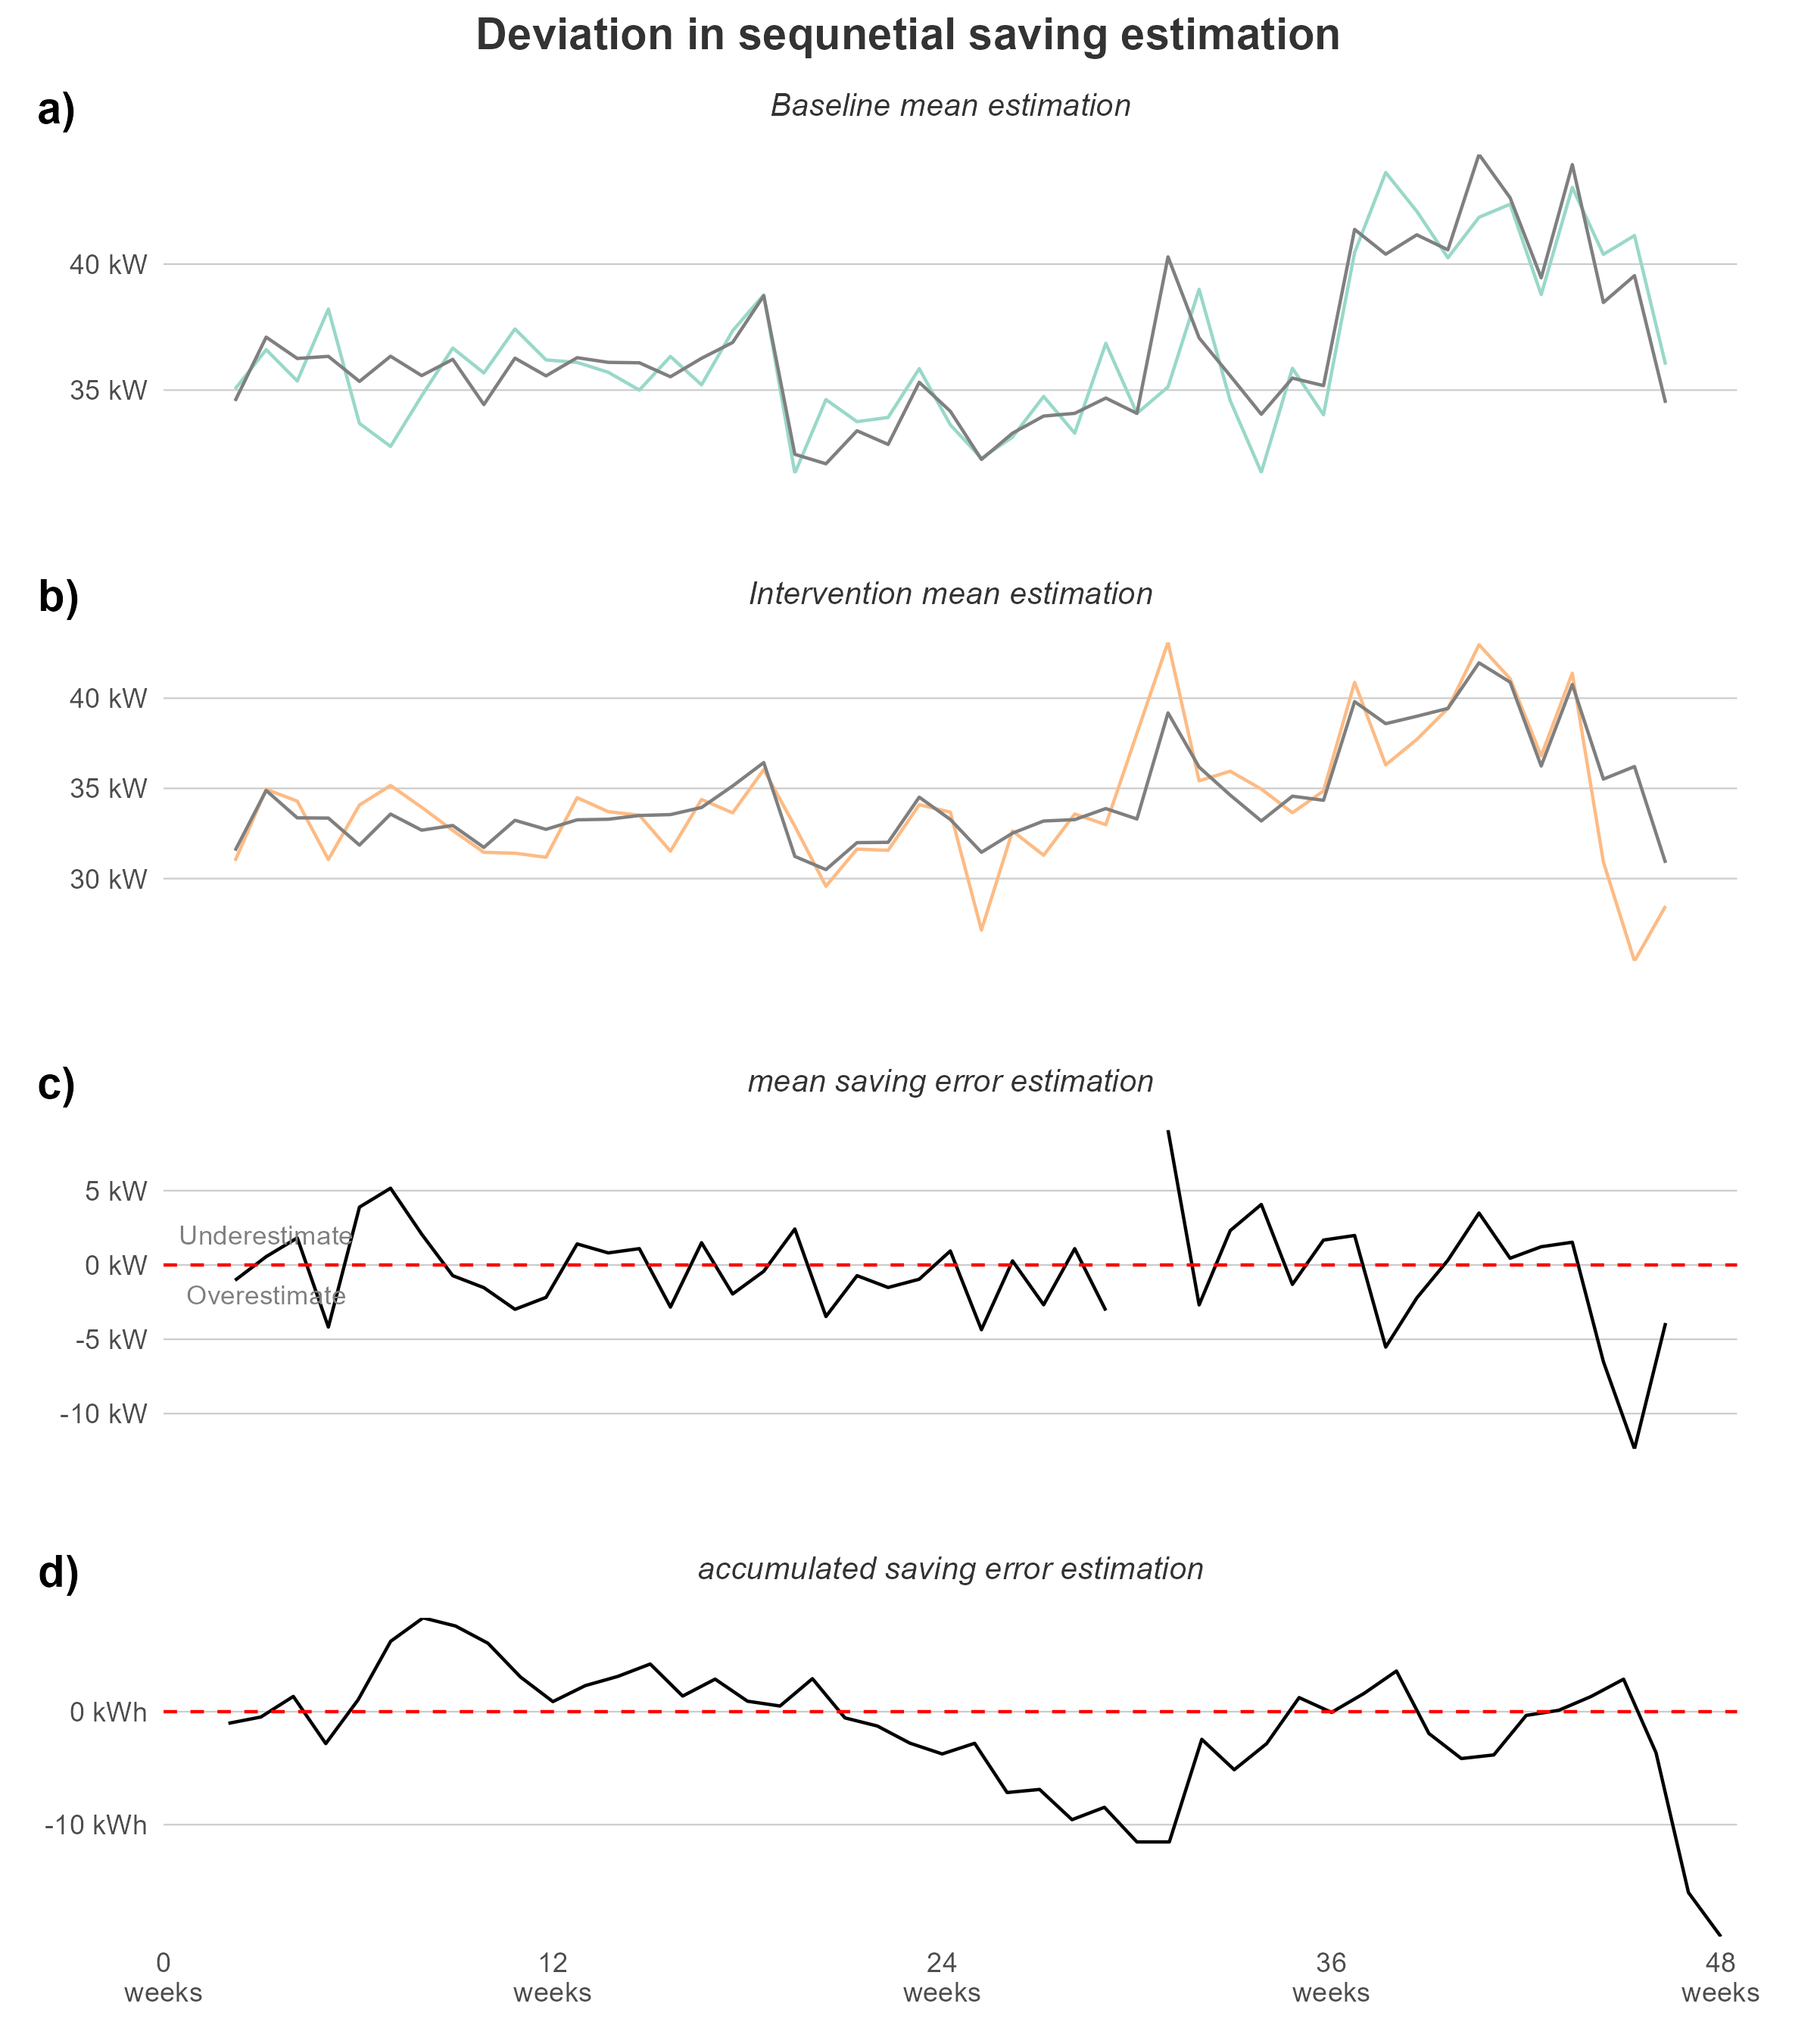 Deviation in sequnetial saving estimation
a)
Baseline mean estimation
40 kW
35 kW
b)
Intervention mean estimation
40 kW
35 kW
30 kW
c)
mean saving error estimation
5 kW
Underestimate
0 kW
Overestimate
-5 kW
-10 kW
d)
accumulated saving error estimation
0 kWh
-10 kWh
0 12 24 36 48
weeks weeks weeks weeks weeks